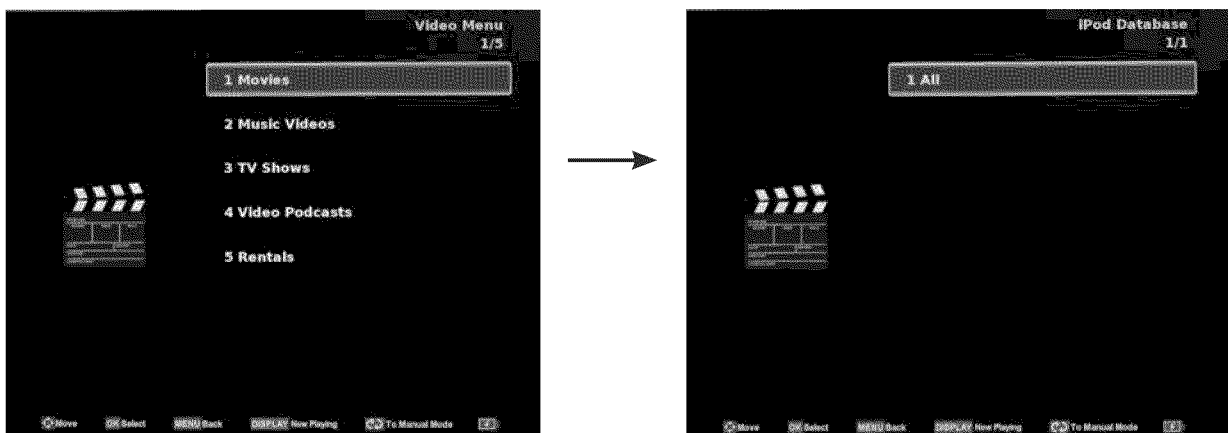 Video Menu
1/5
1 Movies
2 Music Videos
3 TV Shows
4 Video Podcasts
5 Rentals
Move OK Select MENU Back DISPLAY Now Playing To Manual Mode
iPod Database
1/1
1 All
Move OK Select MENU Back DISPLAY Now Playing To Manual Mode